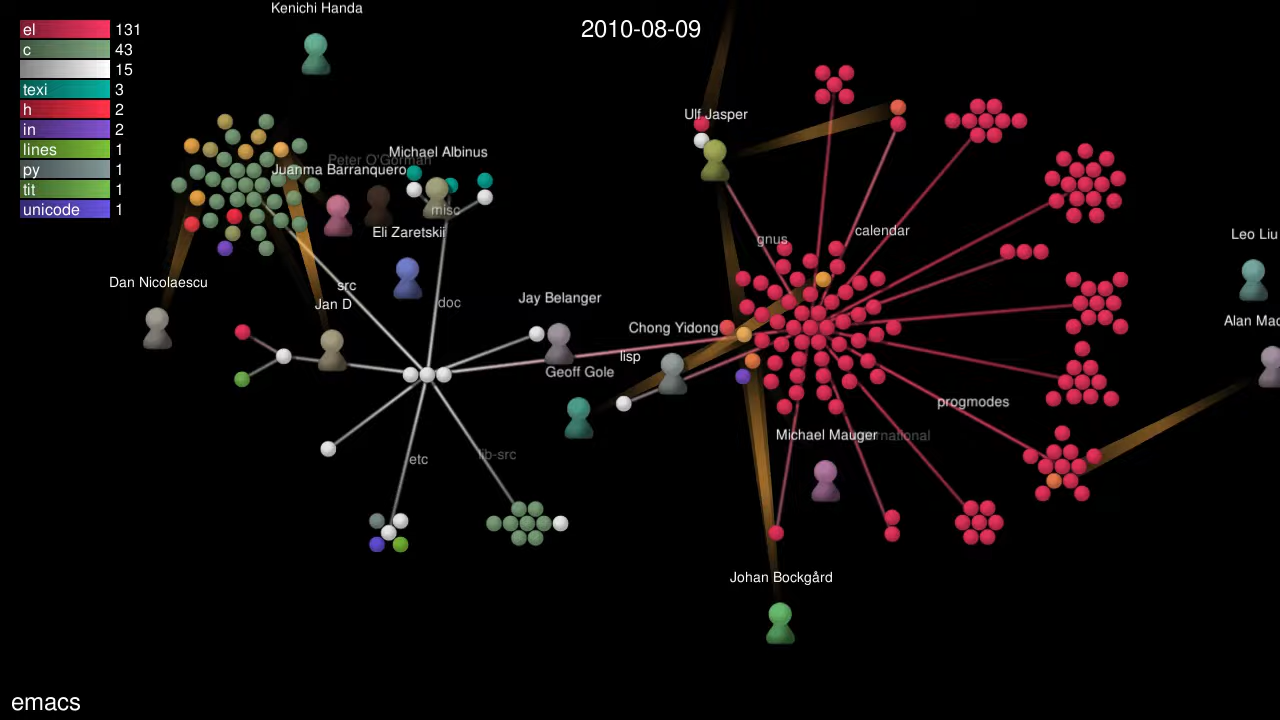 Kenichi Handa
2010-08-09
el 131
c 43
15
texi 3
h 2
in 2
lines 1
py 1
tit 1
unicode 1
Ulf Jasper
Michael Albinus
Peter O'Gorman
Juanma Barranquero
misc
Eli Zaretskii
gnus
calendar
Leo Liu
Dan Nicolaescu
src
Jan D
doc
Jay Belanger
Chong Yidong
Alan Mac
lisp
Geoff Gole
progmodes
Michael Mauger
rnational
etc
lib-src
Johan Bockgård
emacs